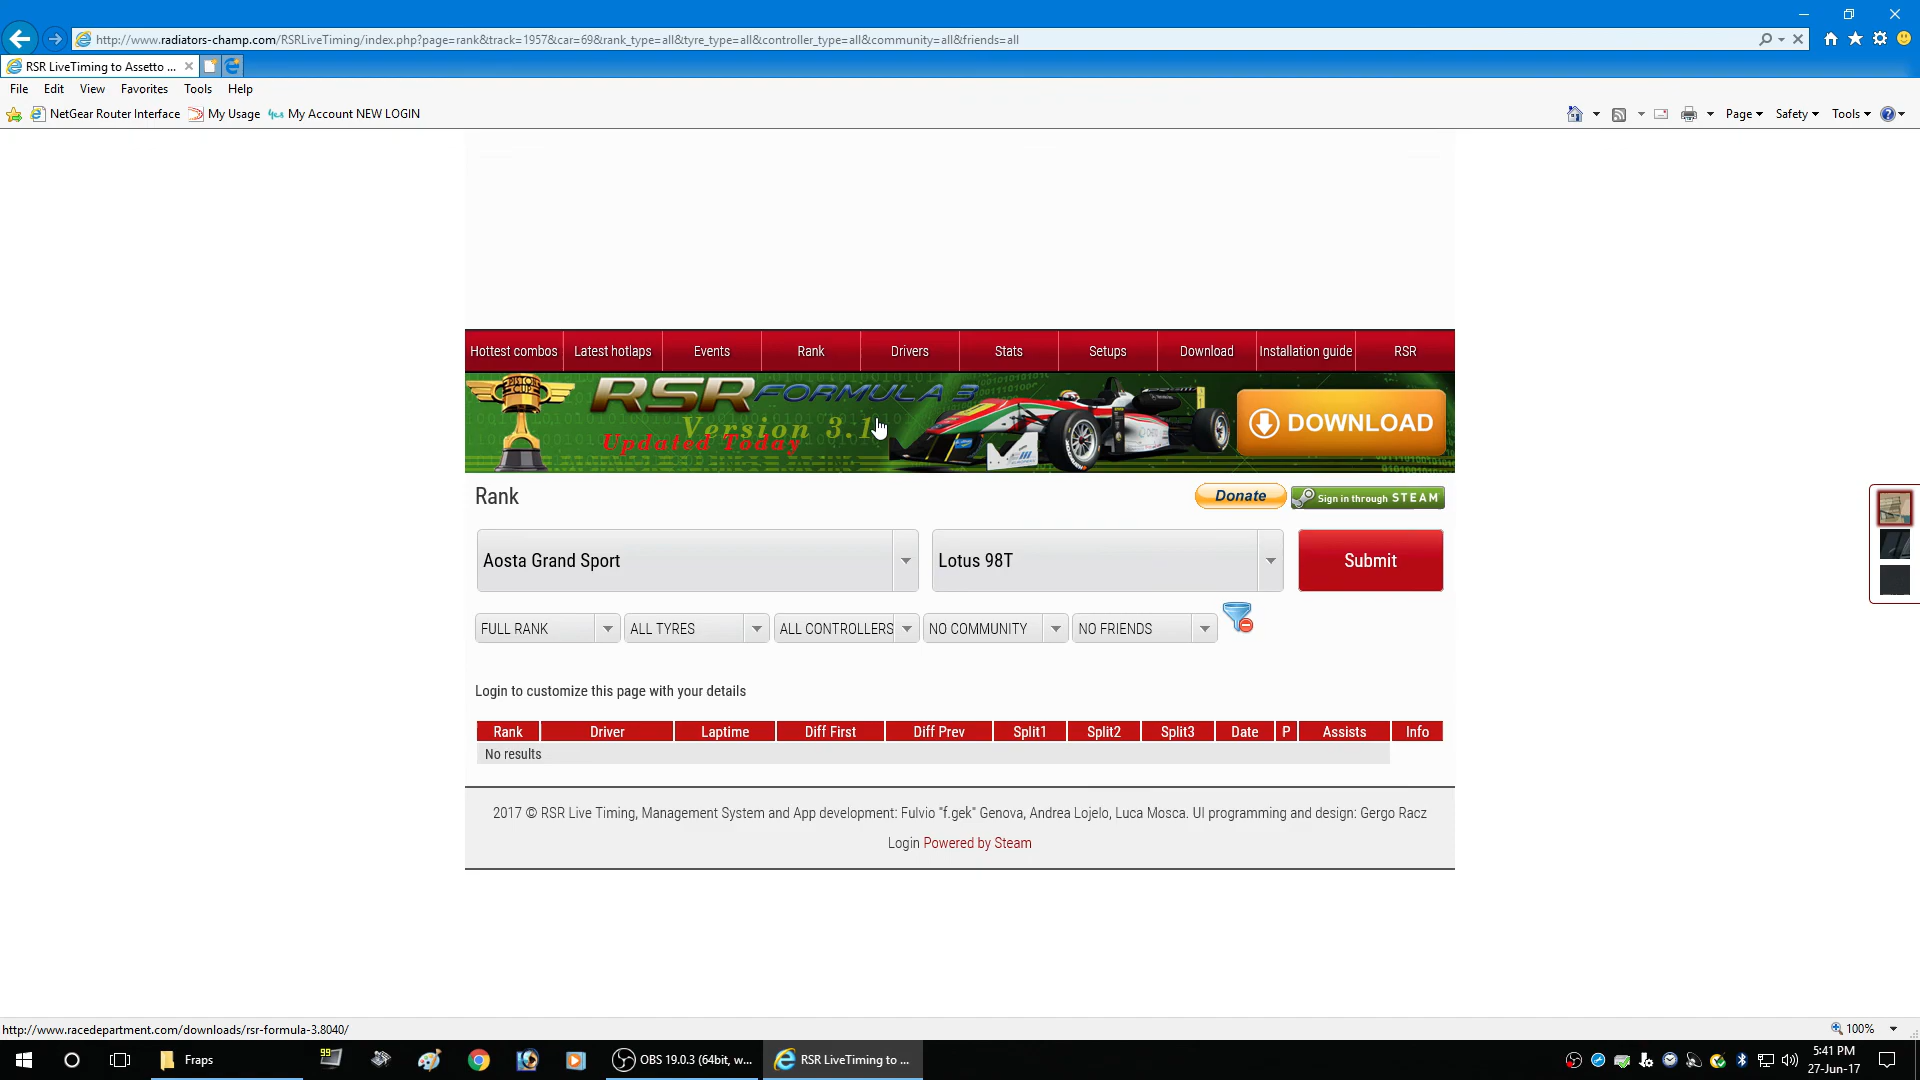 http://www.radiators-champ.com/RSRLiveTiming/index.php?page=rank&track=1957&car=69&rank_type=all&tyre_type=all&controller_type=all&community=all&friends=all
RSR LiveTiming to Assetto ...
File Edit View Favorites Tools Help
NetGear Router Interface My Usage yes My Account NEW LOGIN Page Safety Tools
Hottest combos Latest hotlaps Events Rank Drivers Stats Setups Download Installation guide RSR
PISTON CUP
RSR FORMULA 3
Version 3.1
Updated Today
DOWNLOAD
Rank Donate Sign in through STEAM
Aosta Grand Sport Lotus 98T Submit
FULL RANK ALL TYRES ALL CONTROLLERS NO COMMUNITY NO FRIENDS
Login to customize this page with your details
Rank Driver Laptime Diff First Diff Prev Split1 Split2 Split3 Date P Assists Info
No results
2017 © RSR Live Timing, Management System and App development: Fulvio "f.gek" Genova, Andrea Lojelo, Luca Mosca. UI programming and design: Gergo Racz
Login Powered by Steam
http://www.racedepartment.com/downloads/rsr-formula-3.8040/
100%
Fraps 99 OBS 19.0.3 (64bit, w... RSR LiveTiming to ... 5:41 PM
27-Jun-17